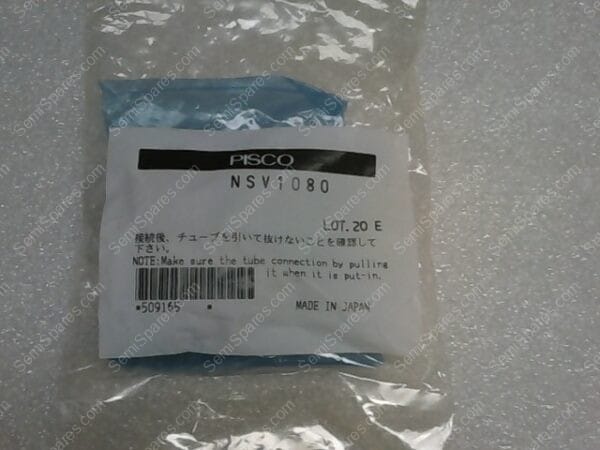 PISCO
NSV1080
LOT. 20 E
接続後、チューブを引いて抜けないことを確認して
下さい。
NOTE:Make sure the tube connection by pulling
it when it is put-in.
*509165 *
MADE IN JAPAN
SemiSpares.com